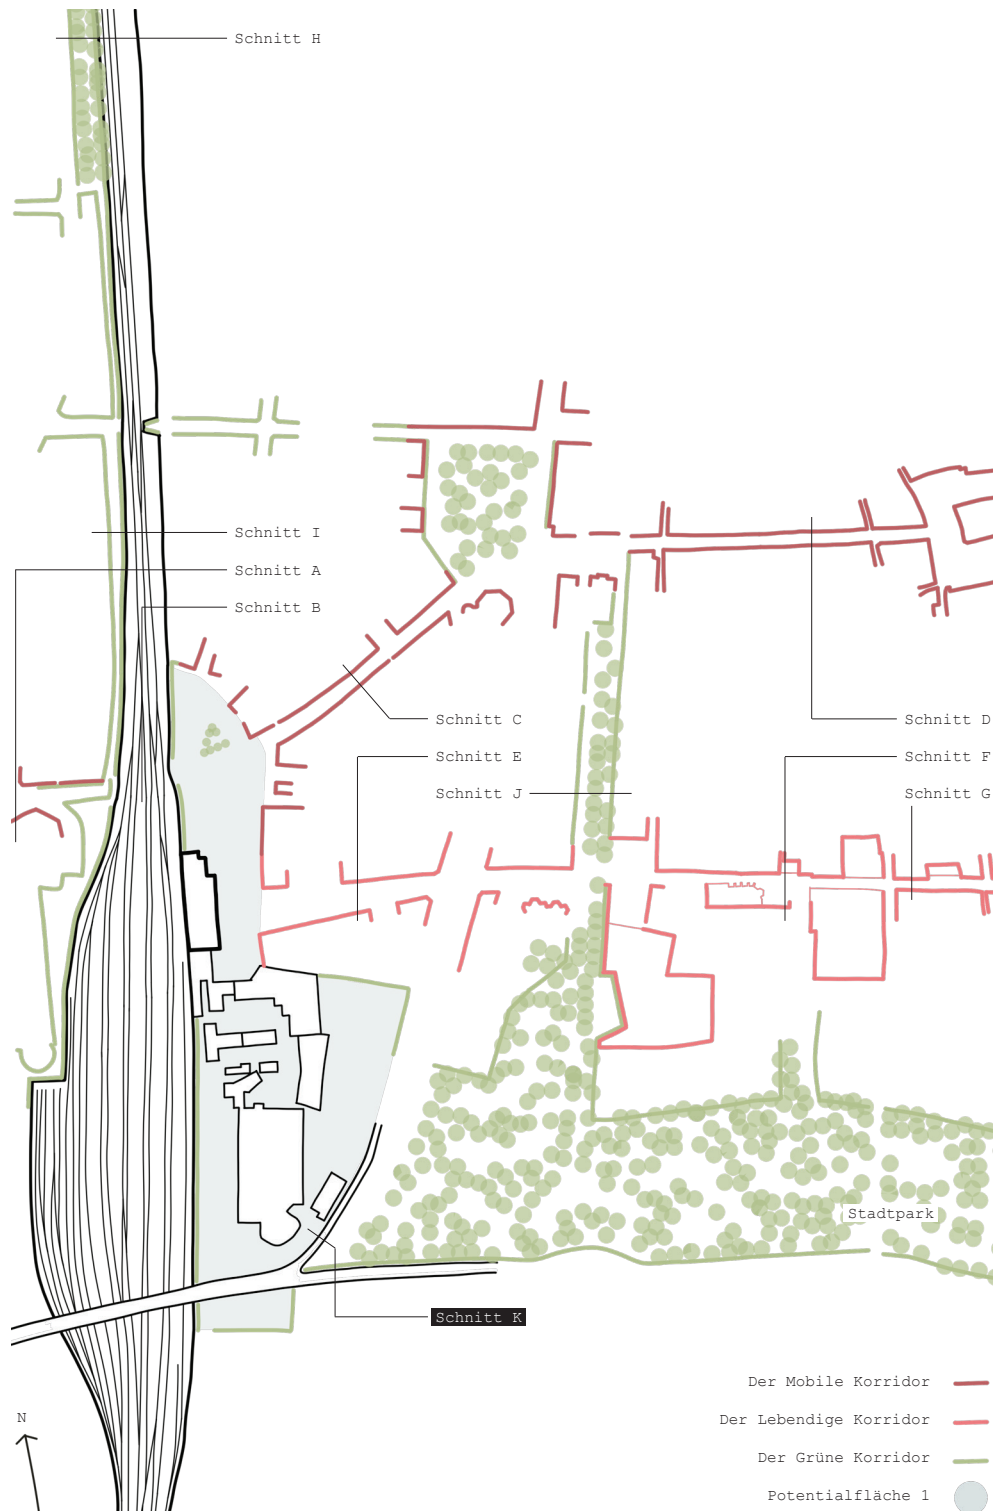 Schnitt H
Schnitt I
Schnitt A
Schnitt B
Schnitt C
Schnitt D
Schnitt E
Schnitt F
Schnitt J
Schnitt G
Stadtpark
Schnitt K
Der Mobile Korridor
N
Der Lebendige Korridor
Der Grüne Korridor
Potentialfläche 1